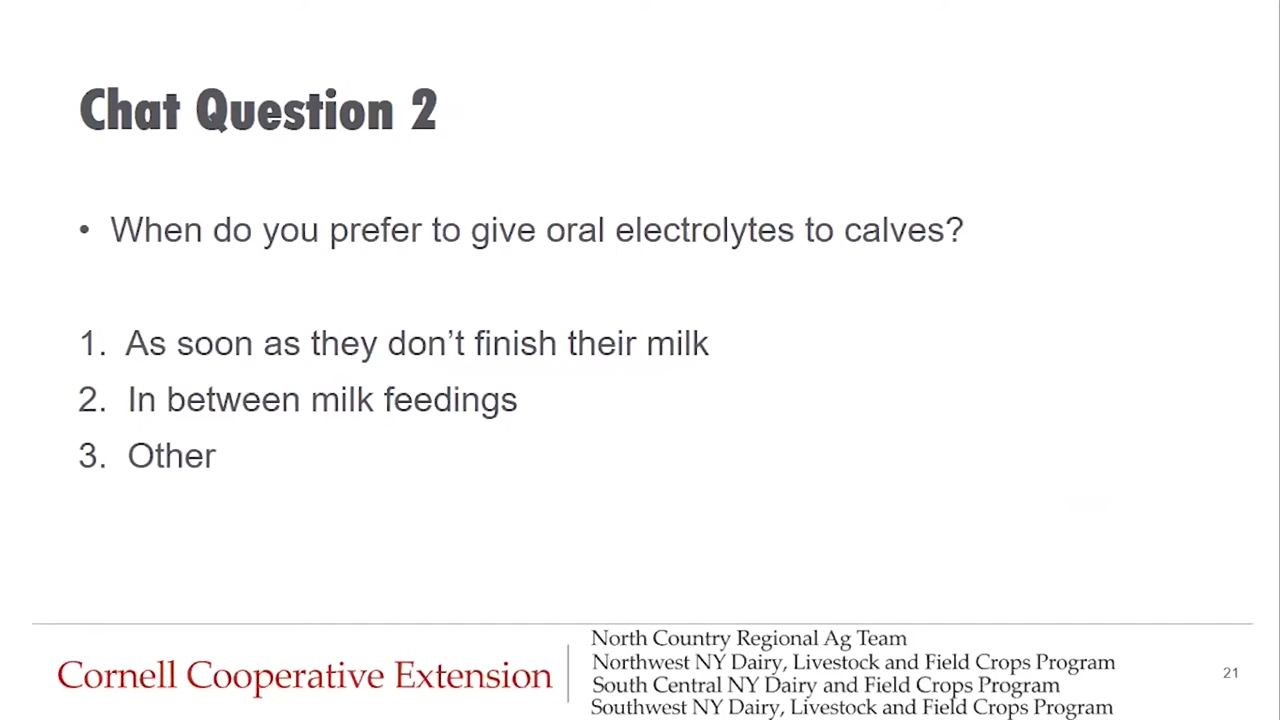 Chat Question 2
• When do you prefer to give oral electrolytes to calves?
1. As soon as they don’t finish their milk
2. In between milk feedings
3. Other
Cornell Cooperative Extension
North Country Regional Ag Team
Northwest NY Dairy, Livestock and Field Crops Program
South Central NY Dairy and Field Crops Program
Southwest NY Dairy, Livestock and Field Crops Program
21